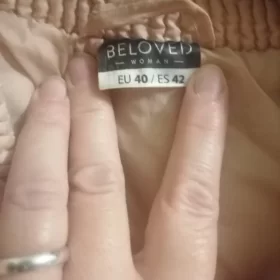 BELOVED
— WOMAN —
EU 40 / ES 42